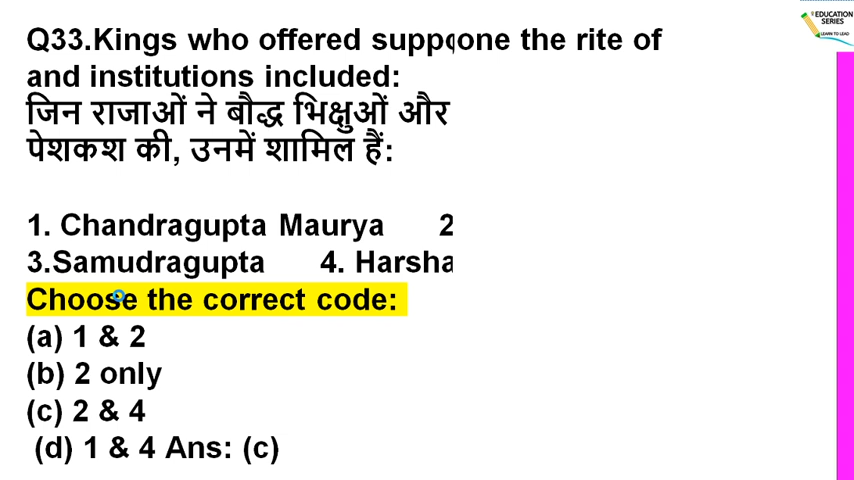 EDUCATION
SERIES
LEARN TO LEAD
Q33.Kings who offered one the rite of
and institutions included:
जिन राजाओं ने बौद्ध भिक्षुओं और
पेशकश की, उनमें शामिल हैं:
1. Chandragupta Maurya 2
3.Samudragupta 4. Harsha
Choose the correct code:
(a) 1 & 2
(b) 2 only
(c) 2 & 4
(d) 1 & 4 Ans: (c)